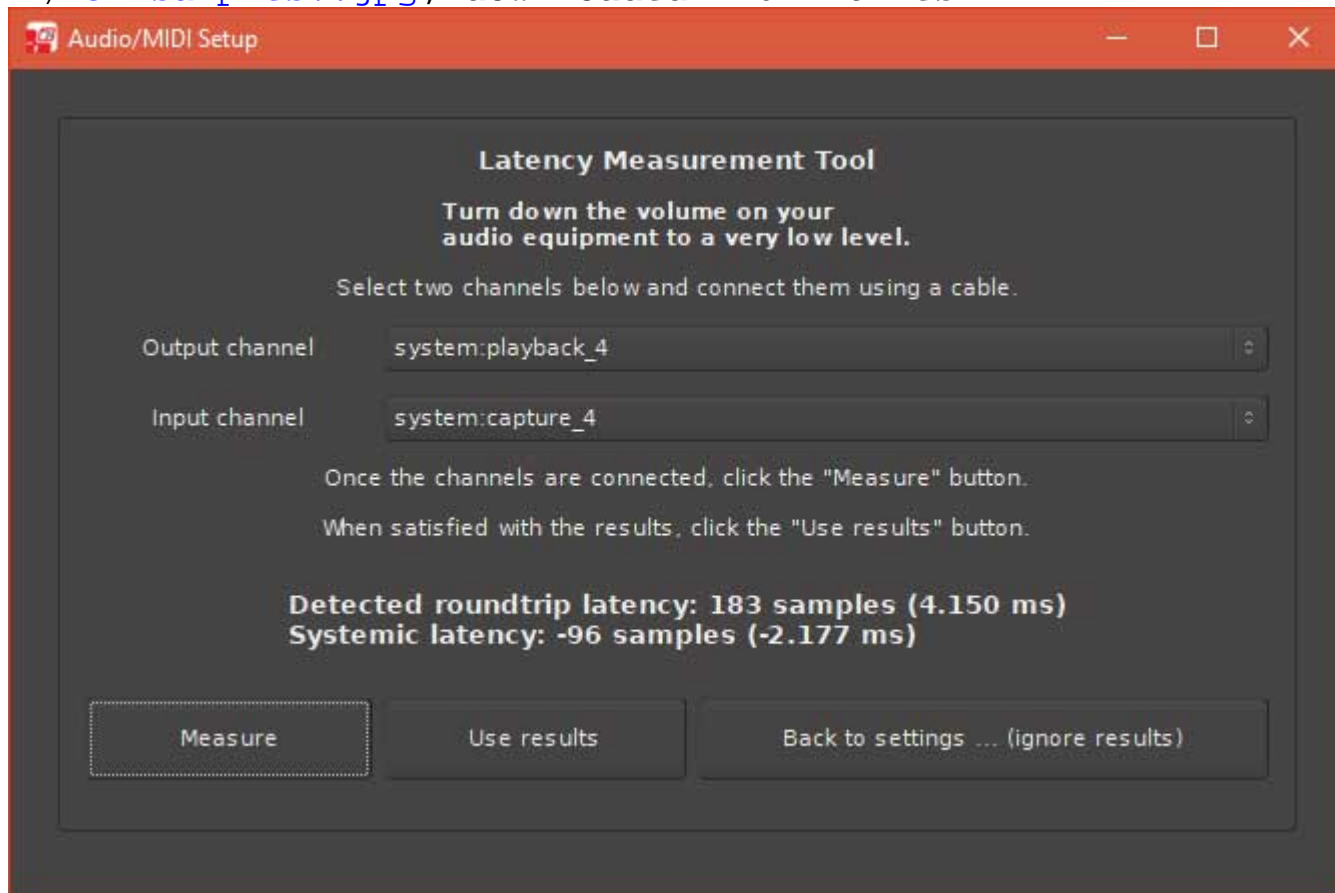 Audio/MIDI Setup
Latency Measurement Tool
Turn down the volume on your
audio equipment to a very low level.
Select two channels below and connect them using a cable.
Output channel system:playback_4
Input channel system:capture_4
Once the channels are connected, click the "Measure" button.
When satisfied with the results, click the "Use results" button.
Detected roundtrip latency: 183 samples (4.150 ms)
Systemic latency: -96 samples (-2.177 ms)
Measure Use results Back to settings ... (ignore results)